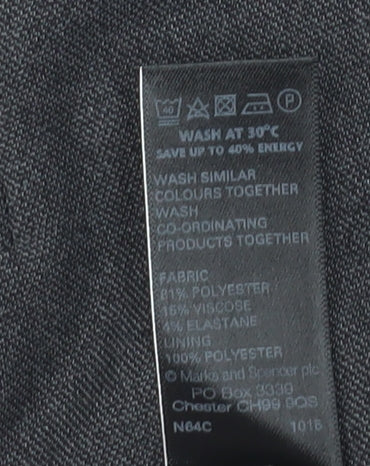 40 P
WASH AT 30°C
SAVE UP TO 40% ENERGY
WASH SIMILAR
COLOURS TOGETHER
WASH
CO-ORDINATING
PRODUCTS TOGETHER
FABRIC
81% POLYESTER
15% VISCOSE
4% ELASTANE
LINING
100% POLYESTER
© Marks and Spencer plc
PO Box 3339
Chester CH99 9QS
N64C 1016